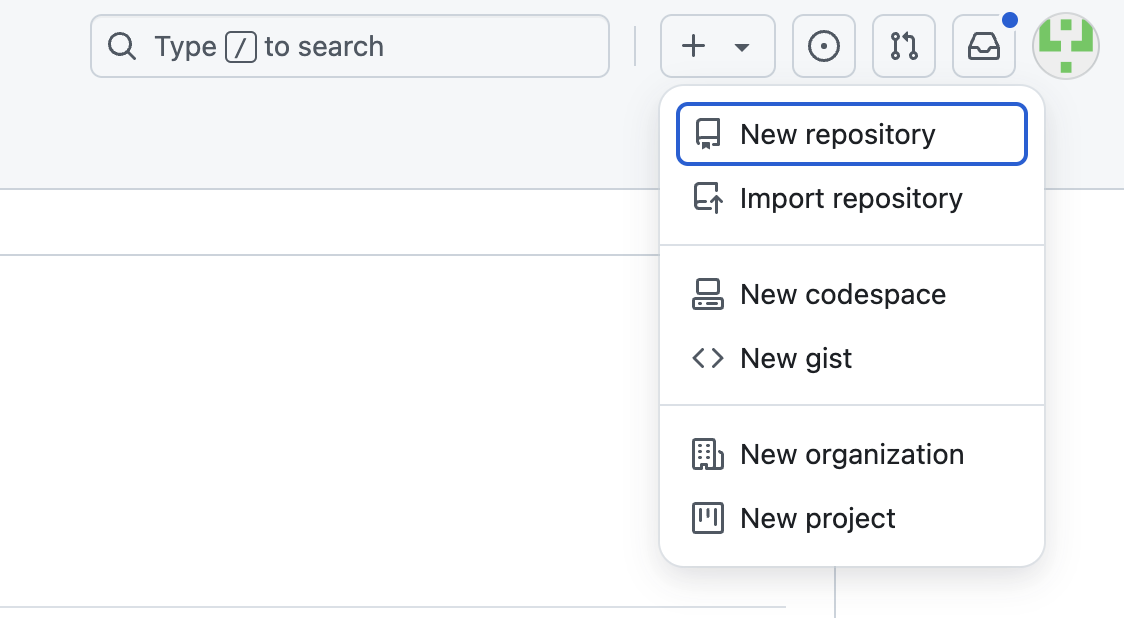 Type / to search
New repository
Import repository
New codespace
New gist
New organization
New project